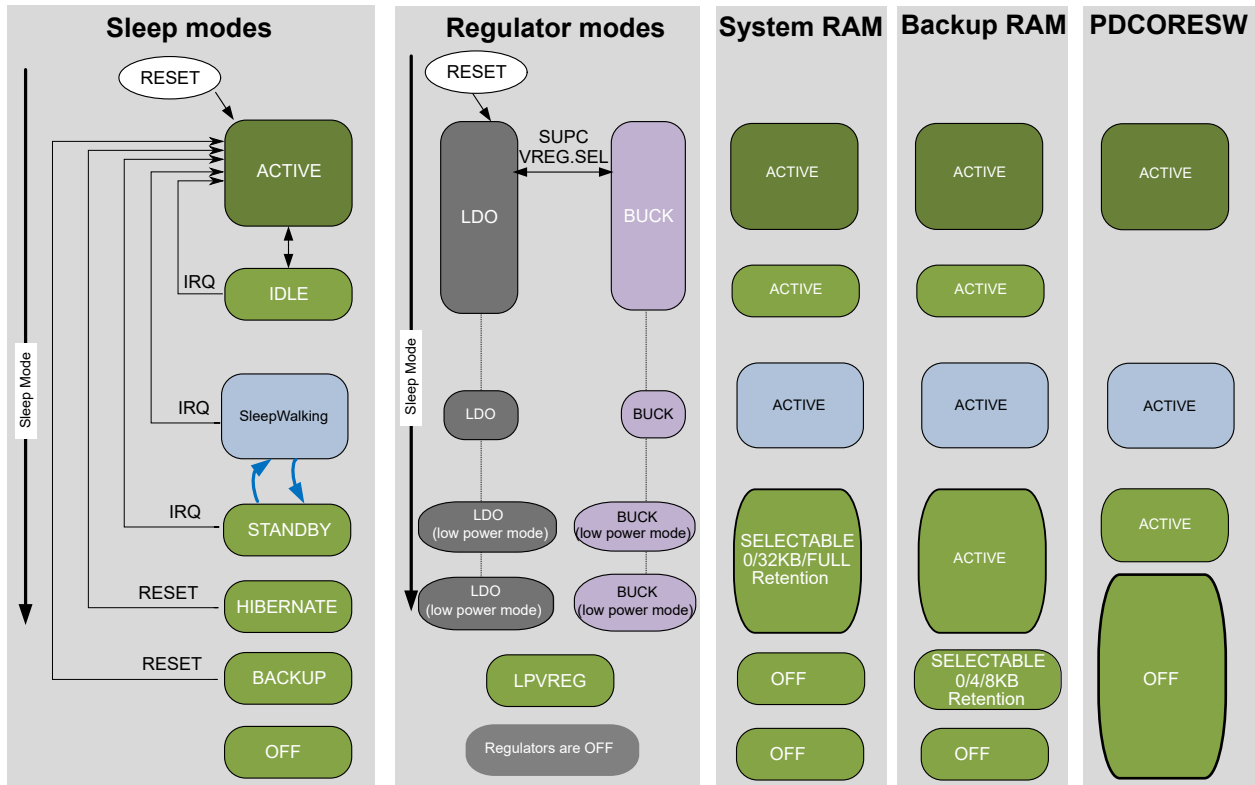 Sleep modes
RESET
ACTIVE
IRQ
IDLE
Sleep Mode
IRQ
SleepWalking
IRQ
STANDBY
RESET
HIBERNATE
RESET
BACKUP
OFF
Regulator modes
RESET
SUPC
VREG.SEL
LDO
BUCK
Sleep Mode
LDO
BUCK
LDO
(low power mode)
BUCK
(low power mode)
LDO
(low power mode)
BUCK
(low power mode)
LPVREG
Regulators are OFF
System RAM
ACTIVE
ACTIVE
ACTIVE
SELECTABLE
0/32KB/FULL
Retention
OFF
OFF
Backup RAM
ACTIVE
ACTIVE
ACTIVE
ACTIVE
SELECTABLE
0/4/8KB
Retention
OFF
PDCORESW
ACTIVE
ACTIVE
ACTIVE
OFF